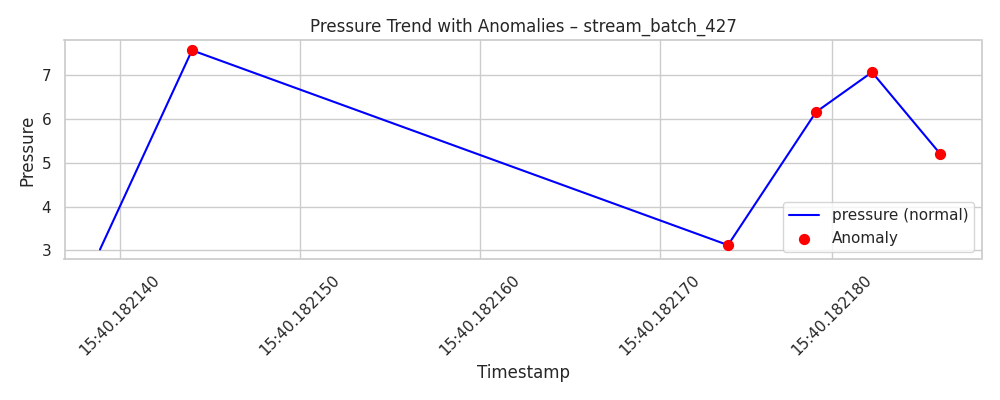 Pressure Trend with Anomalies – stream_batch_427
Pressure
7
6
5
4
3
pressure (normal)
Anomaly
15:40.182140
15:40.182150
15:40.182160
15:40.182170
15:40.182180
Timestamp